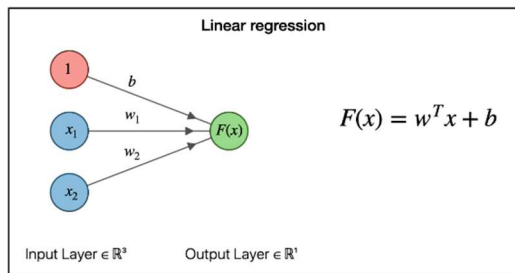 Linear regression
1
b
x₁
w₁
F(x)
F(x) = wᵀx + b
w₂
x₂
Input Layer ∈ ℝ³
Output Layer ∈ ℝ¹